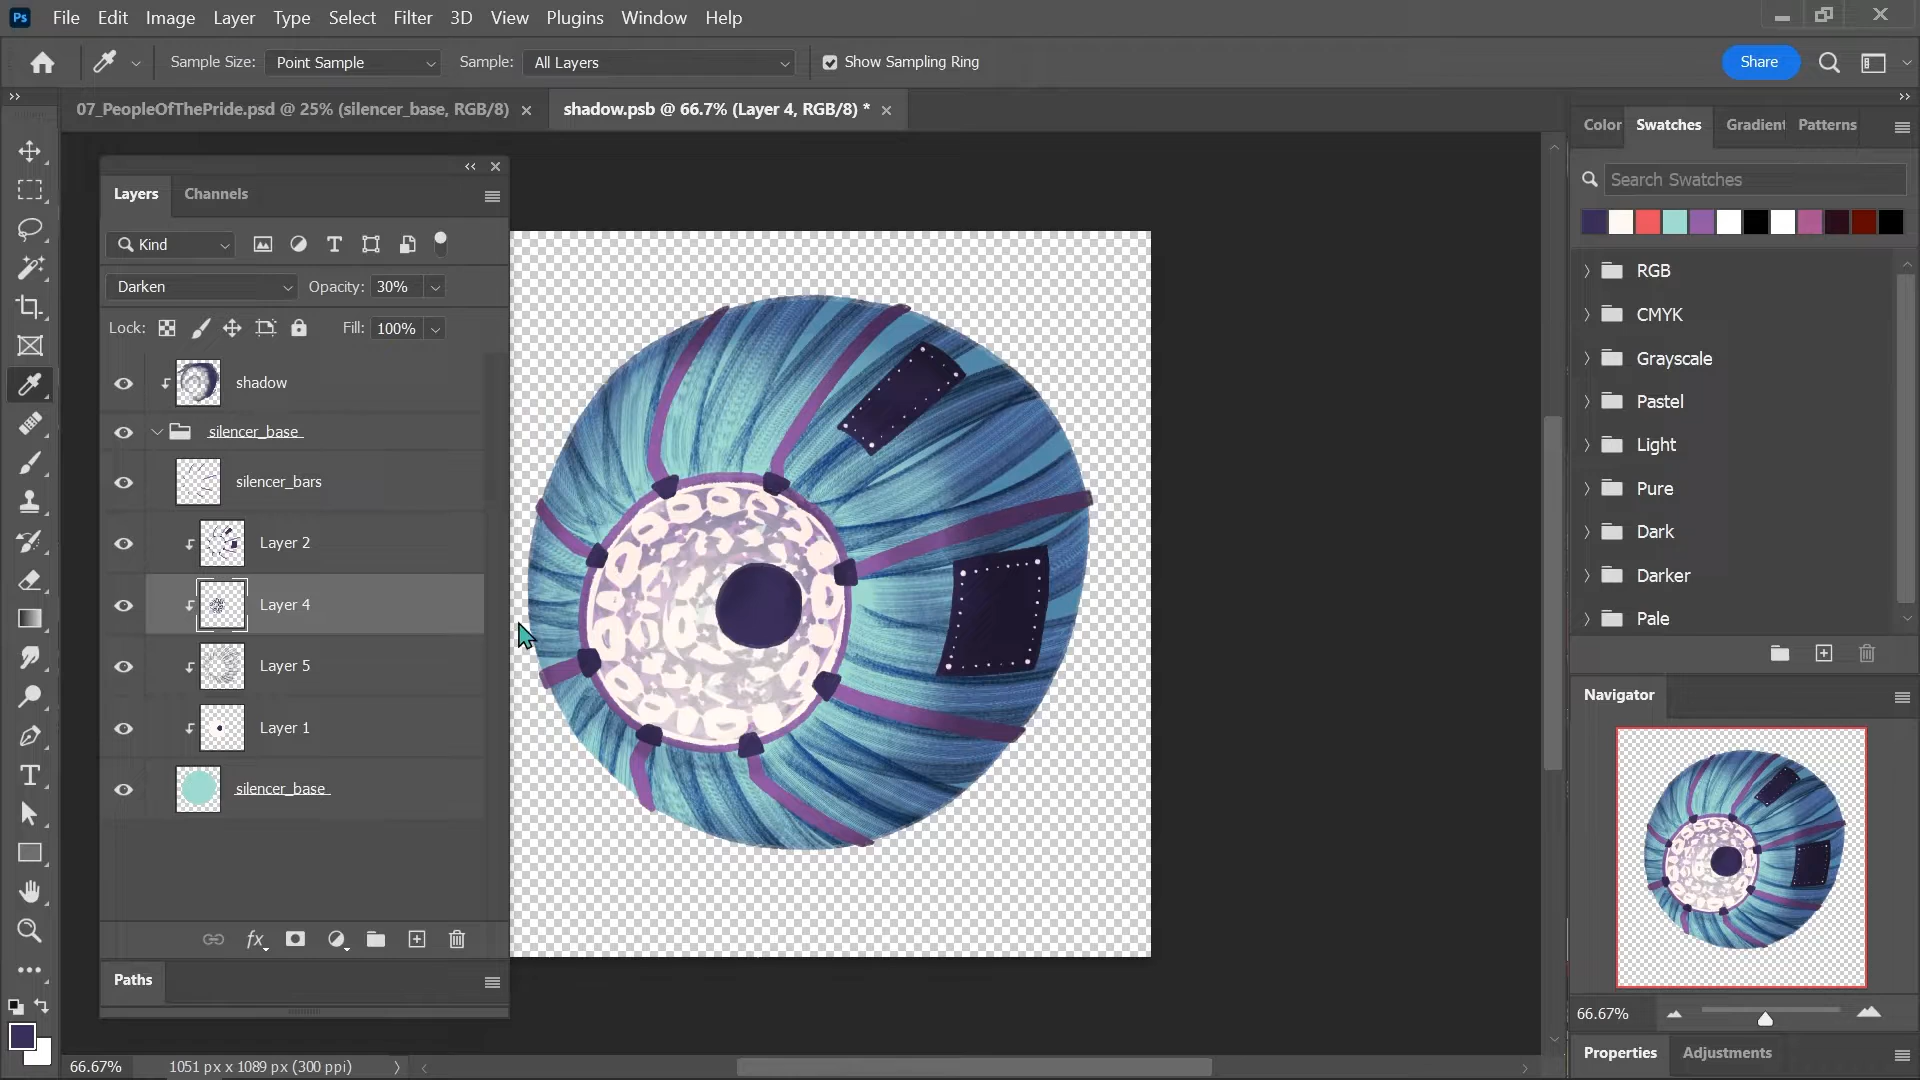 Ps File Edit Image Layer Type Select Filter 3D View Plugins Window Help
Sample Size: Point Sample Sample: All Layers Show Sampling Ring Share
07_PeopleOfThePride.psd @ 25% (silencer_base, RGB/8) shadow.psb @ 66.7% (Layer 4, RGB/8) *
Color Swatches Gradient Patterns
Search Swatches
Layers Channels
Kind
Darken Opacity: 30%
Lock: Fill: 100%
shadow
silencer_base
silencer_bars
Layer 2
Layer 4
Layer 5
Layer 1
silencer_base
fx
Paths
RGB
CMYK
Grayscale
Pastel
Light
Pure
Dark
Darker
Pale
Navigator
66.67%
Properties Adjustments
66.67% 1051 px x 1089 px (300 ppi)